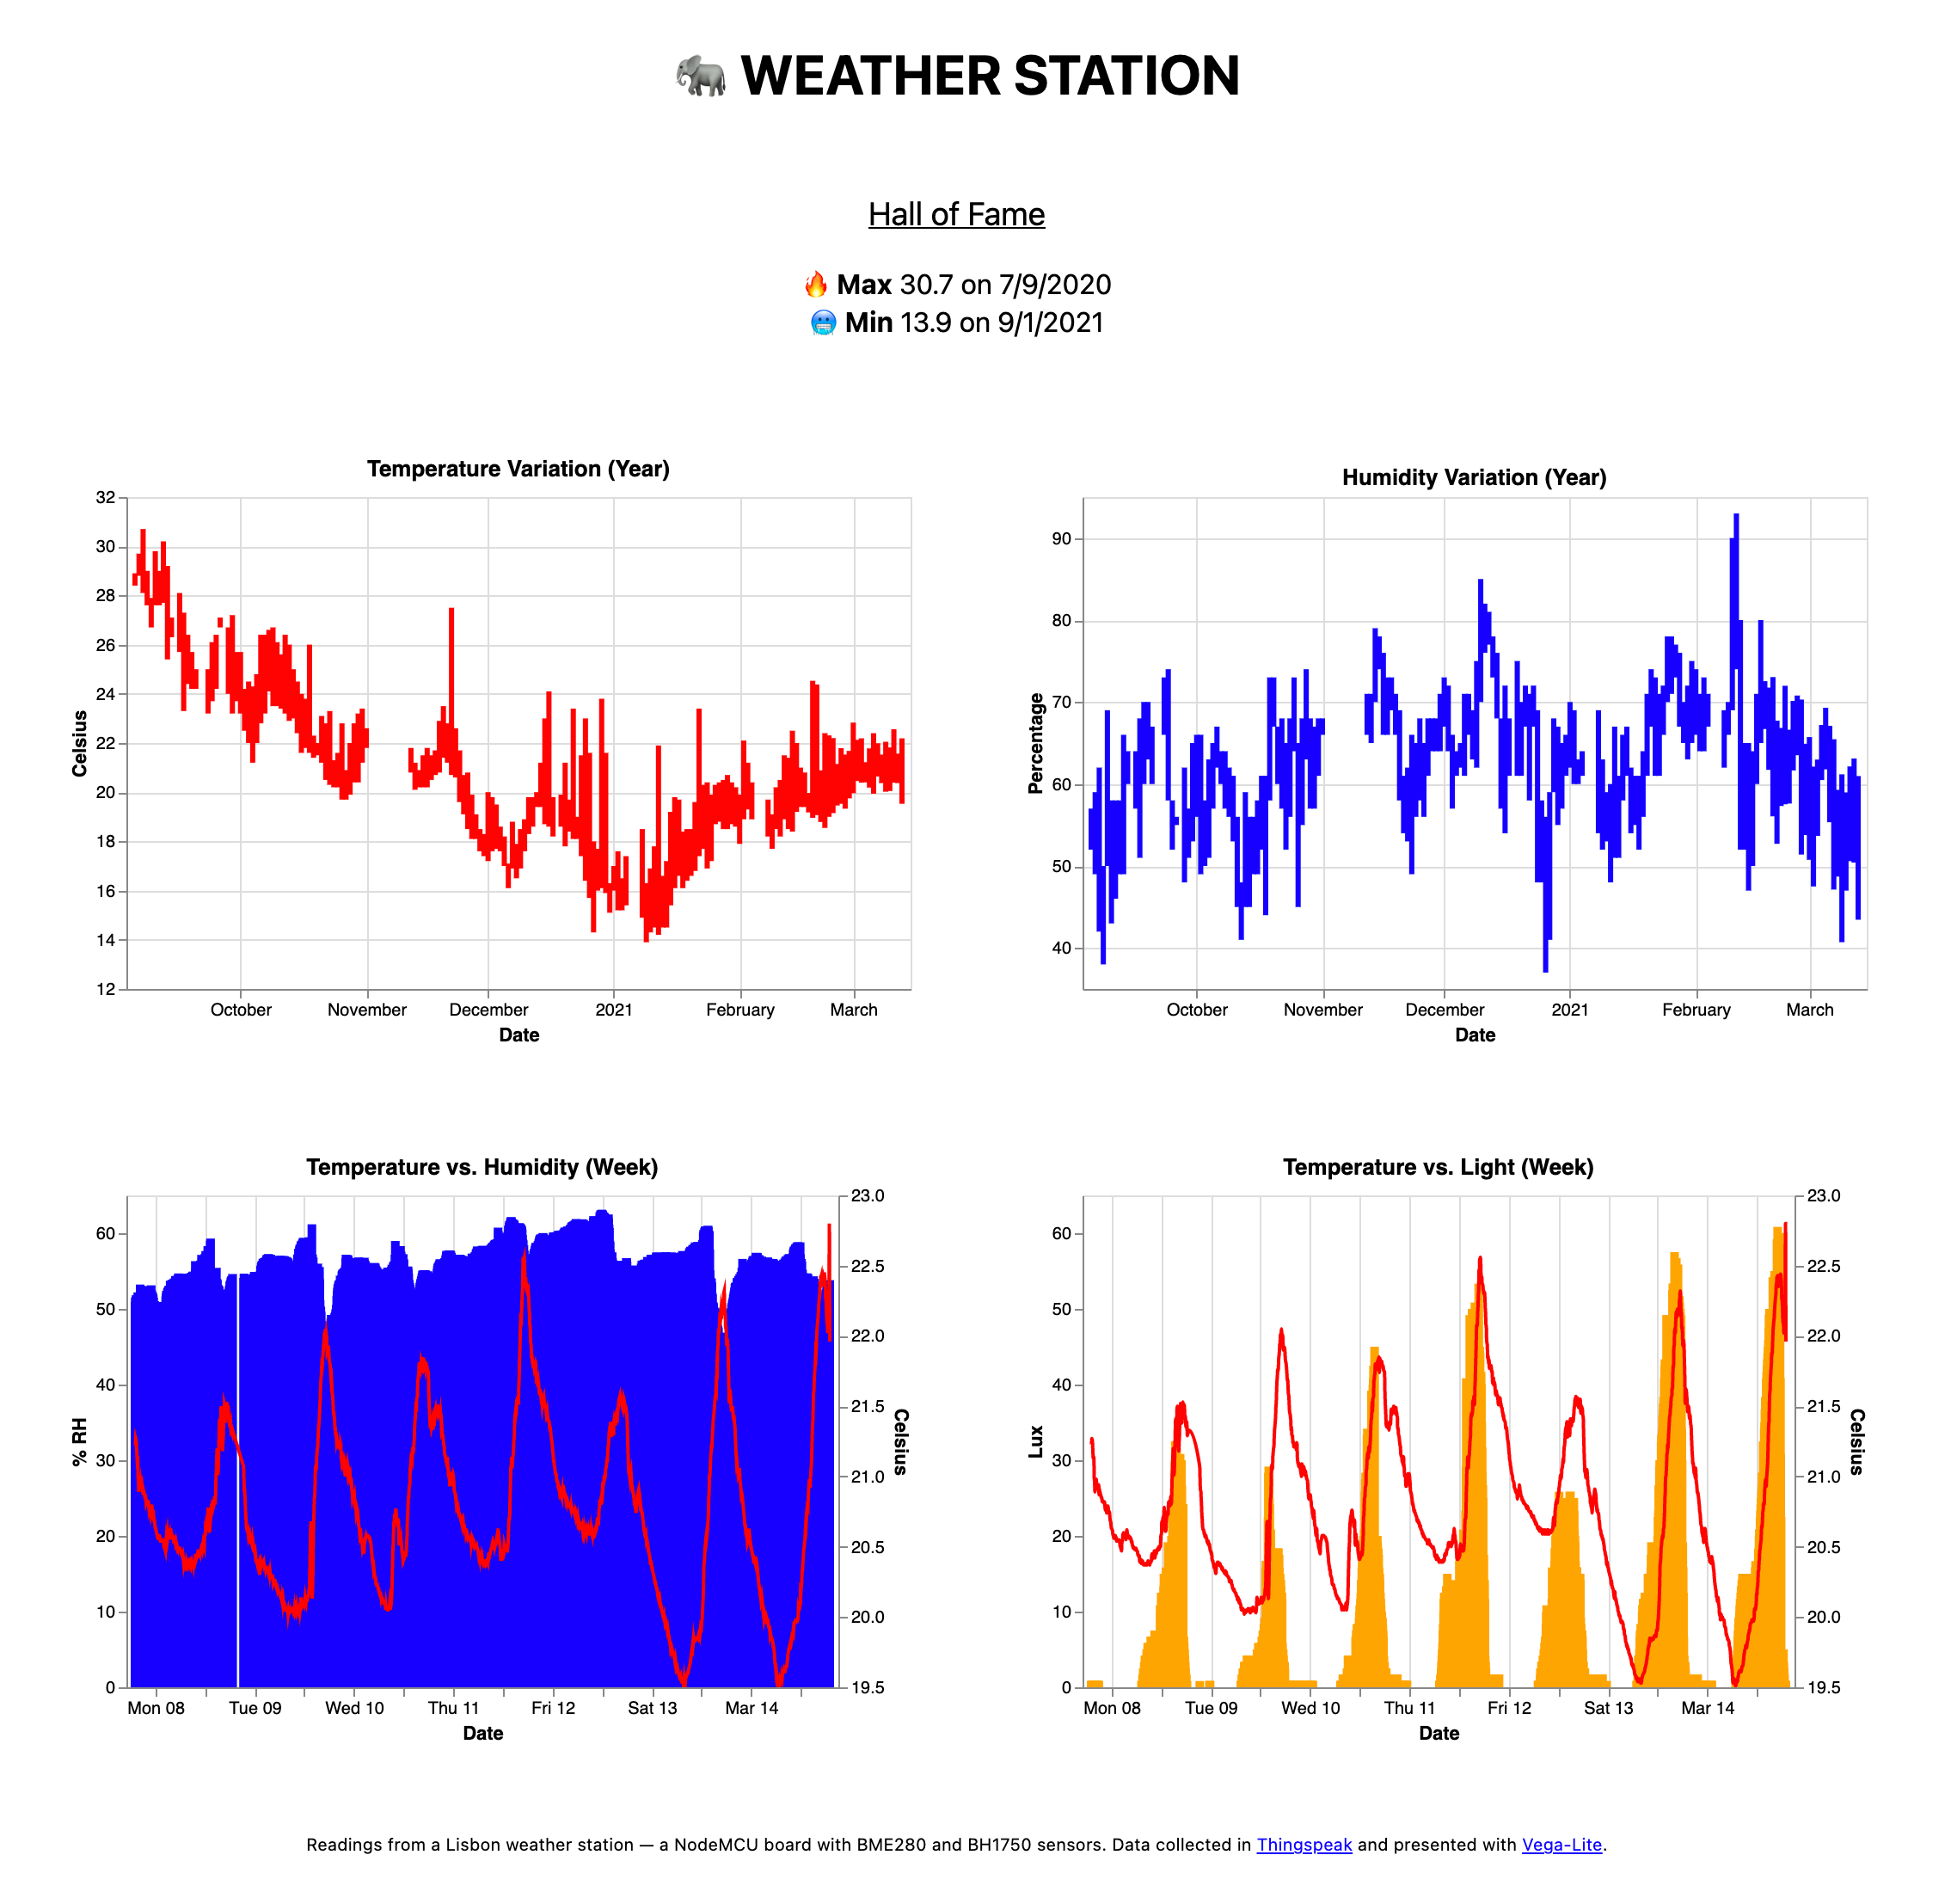 🐘 WEATHER STATION
Hall of Fame
🔥 Max 30.7 on 7/9/2020
🥶 Min 13.9 on 9/1/2021
Temperature Variation (Year)
32
30
28
26
24
22
20
18
16
14
12
Celsius
October November December 2021 February March
Date
Humidity Variation (Year)
90
80
70
60
50
40
Percentage
October November December 2021 February March
Date
Temperature vs. Humidity (Week)
60
50
40
30
20
10
0
% RH
23.0
22.5
22.0
21.5
21.0
20.5
20.0
19.5
Celsius
Mon 08 Tue 09 Wed 10 Thu 11 Fri 12 Sat 13 Mar 14
Date
Temperature vs. Light (Week)
60
50
40
30
20
10
0
Lux
23.0
22.5
22.0
21.5
21.0
20.5
20.0
19.5
Celsius
Mon 08 Tue 09 Wed 10 Thu 11 Fri 12 Sat 13 Mar 14
Date
Readings from a Lisbon weather station — a NodeMCU board with BME280 and BH1750 sensors. Data collected in Thingspeak and presented with Vega-Lite.